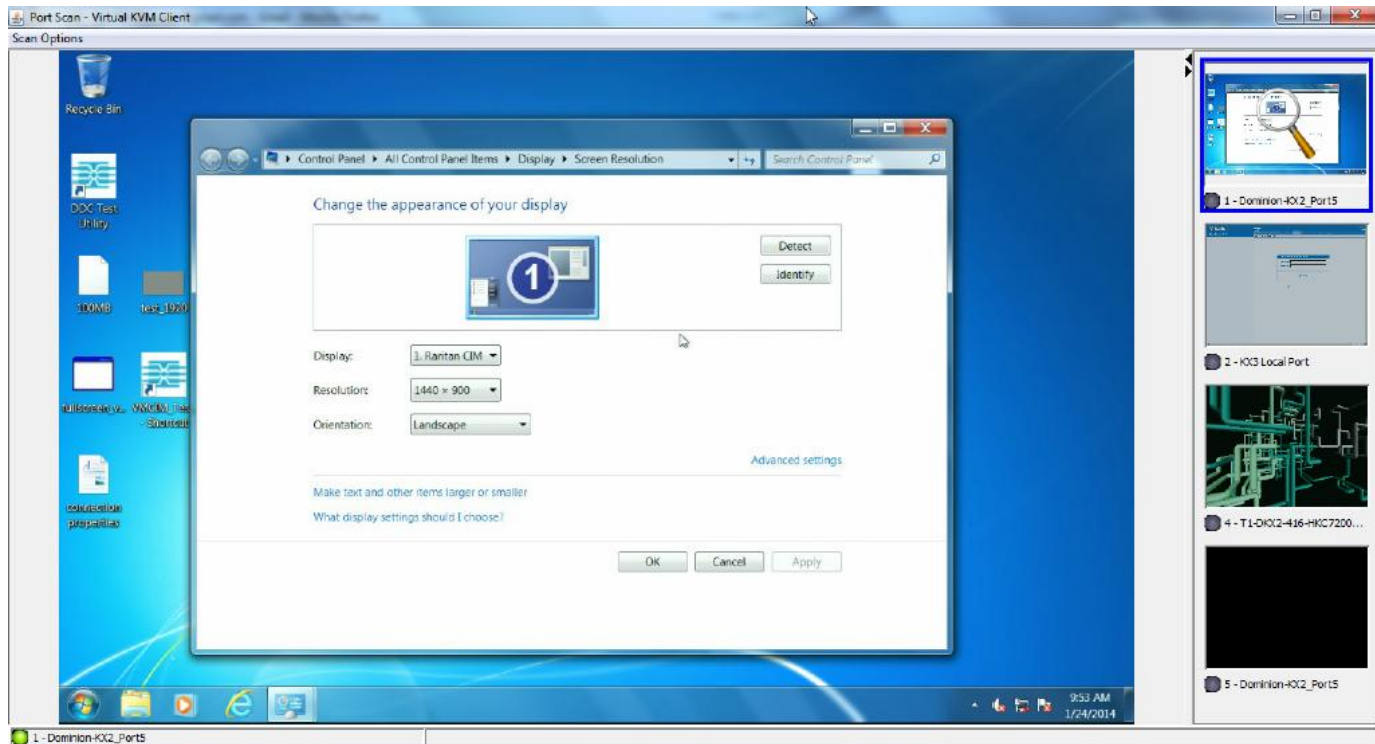 Port Scan - Virtual KVM Client
Scan Options
Recycle Bin
DDC Test
Utility
100MB
test_1920
fullscreen_v...
VMCIM_Tes
- Shortcut
connection
properties
Control Panel ▸ All Control Panel Items ▸ Display ▸ Screen Resolution
Search Control Panel
Change the appearance of your display
1
Detect
Identify
Display: 1. Raritan CIM
Resolution: 1440 × 900
Orientation: Landscape
Advanced settings
Make text and other items larger or smaller
What display settings should I choose?
OK Cancel Apply
9:53 AM
1/24/2014
1 - Dominion-KX2_Port5
2 - KX3 Local Port
4 - T1-DKX2-416-HKC7200...
5 - Dominion-KX2_Port5
1 - Dominion-KX2_Port5